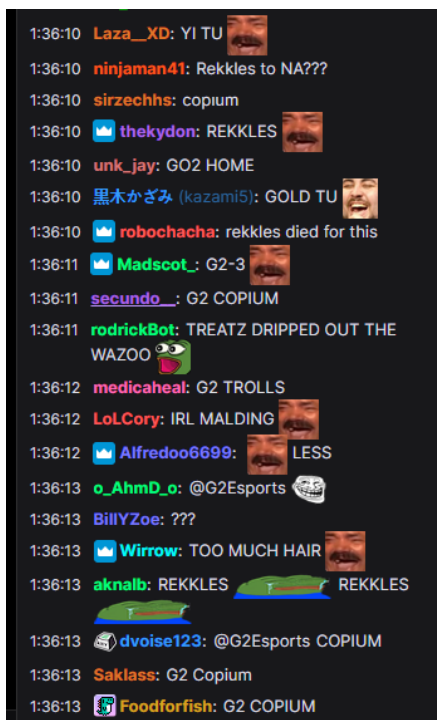 1:36:10 Laza__XD: YI TU
1:36:10 ninjaman41: Rekkles to NA???
1:36:10 sirzechhs: copıum
1:36:10 thekydon: REKKLES
1:36:10 unk_jay: GO2 HOME
1:36:10 黒木かざみ (kazami5): GOLD TU
1:36:10 robochacha: rekkles died for this
1:36:11 Madscot_: G2-3
1:36:11 secundo__: G2 COPIUM
1:36:11 rodrickBot: TREATZ DRIPPED OUT THE
WAZOO
1:36:12 medicaheal: G2 TROLLS
1:36:12 LoLCory: IRL MALDING
1:36:12 Alfredoo6699: LESS
1:36:13 o_AhmD_o: @G2Esports
1:36:13 BillYZoe: ???
1:36:13 Wirrow: TOO MUCH HAIR
1:36:13 aknalb: REKKLES REKKLES
1:36:13 dvoise123: @G2Esports COPIUM
1:36:13 Saklass: G2 Copium
1:36:13 Foodforfish: G2 COPIUM